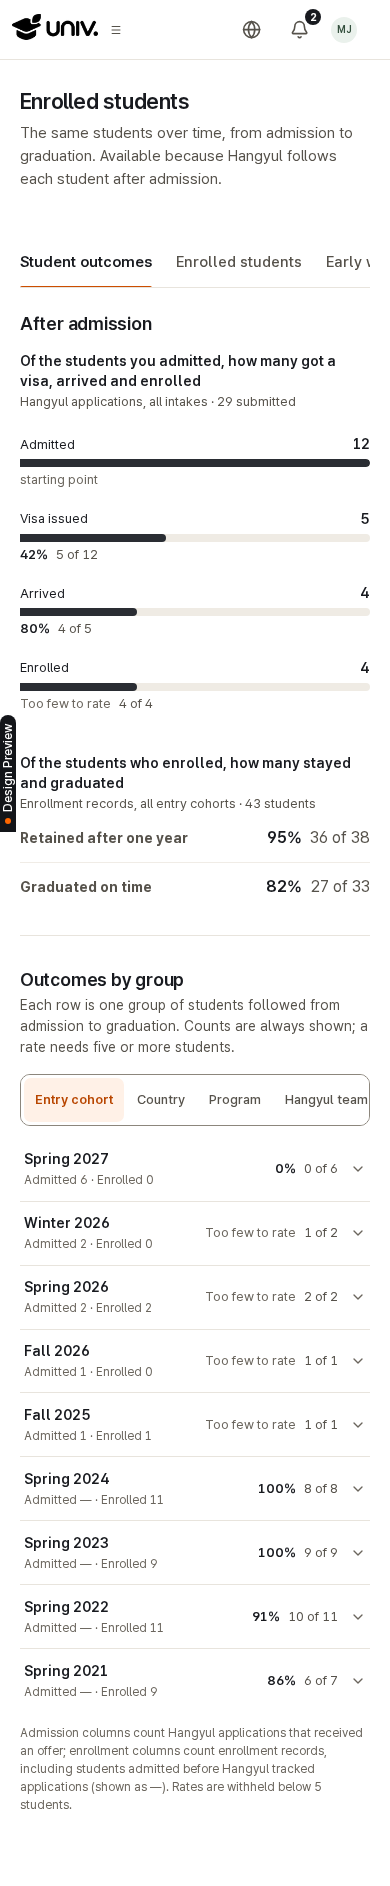 UNIV.
2
MJ
Enrolled students
The same students over time, from admission to
graduation. Available because Hangyul follows
each student after admission.
Student outcomes Enrolled students Early
After admission
Of the students you admitted, how many got a
visa, arrived and enrolled
Hangyul applications, all intakes · 29 submitted
Admitted 12
starting point
Visa issued 5
42% 5 of 12
Arrived 4
80% 4 of 5
Enrolled 4
Too few to rate 4 of 4
Design Preview
Of the students who enrolled, how many stayed
and graduated
Enrollment records, all entry cohorts · 43 students
Retained after one year 95% 36 of 38
Graduated on time 82% 27 of 33
Outcomes by group
Each row is one group of students followed from
admission to graduation. Counts are always shown; a
rate needs five or more students.
Entry cohort Country Program Hangyul team
Spring 2027
Admitted 6 · Enrolled 0
0% 0 of 6
Winter 2026
Admitted 2 · Enrolled 0
Too few to rate 1 of 2
Spring 2026
Admitted 2 · Enrolled 2
Too few to rate 2 of 2
Fall 2026
Admitted 1 · Enrolled 0
Too few to rate 1 of 1
Fall 2025
Admitted 1 · Enrolled 1
Too few to rate 1 of 1
Spring 2024
Admitted — · Enrolled 11
100% 8 of 8
Spring 2023
Admitted — · Enrolled 9
100% 9 of 9
Spring 2022
Admitted — · Enrolled 11
91% 10 of 11
Spring 2021
Admitted — · Enrolled 9
86% 6 of 7
Admission columns count Hangyul applications that received
an offer; enrollment columns count enrollment records,
including students admitted before Hangyul tracked
applications (shown as —). Rates are withheld below 5
students.